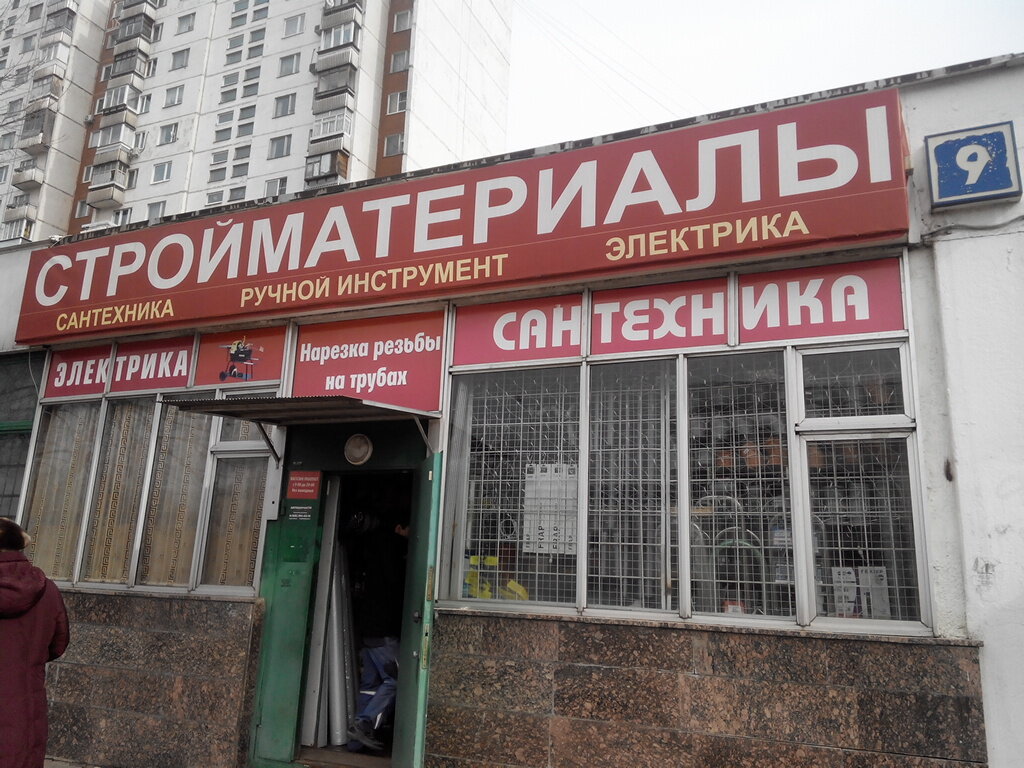 СТРОЙМАТЕРИАЛЫ
САНТЕХНИКА РУЧНОЙ ИНСТРУМЕНТ ЭЛЕКТРИКА
9
ЭЛЕКТРИКА
Нарезка резьбы
на трубах
САНТЕХНИКА